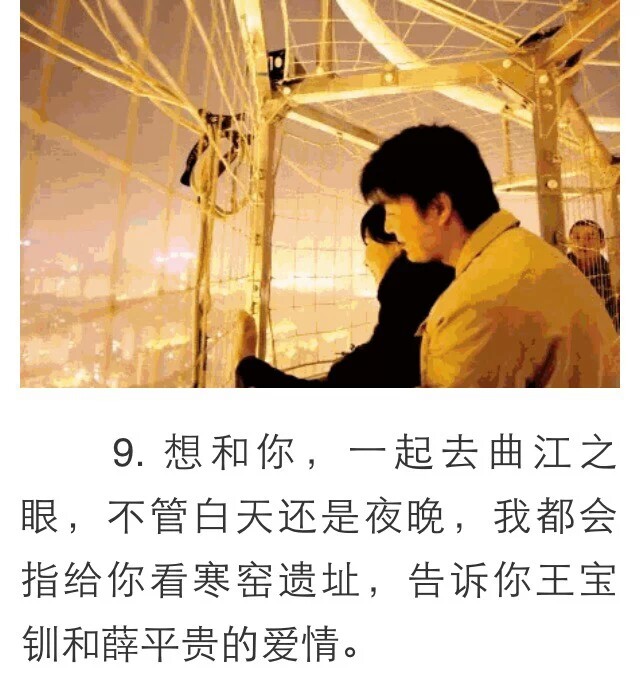 9. 想和你，一起去曲江之
眼，不管白天还是夜晚，我都会
指给你看寒窑遗址，告诉你王宝
钏和薛平贵的爱情。